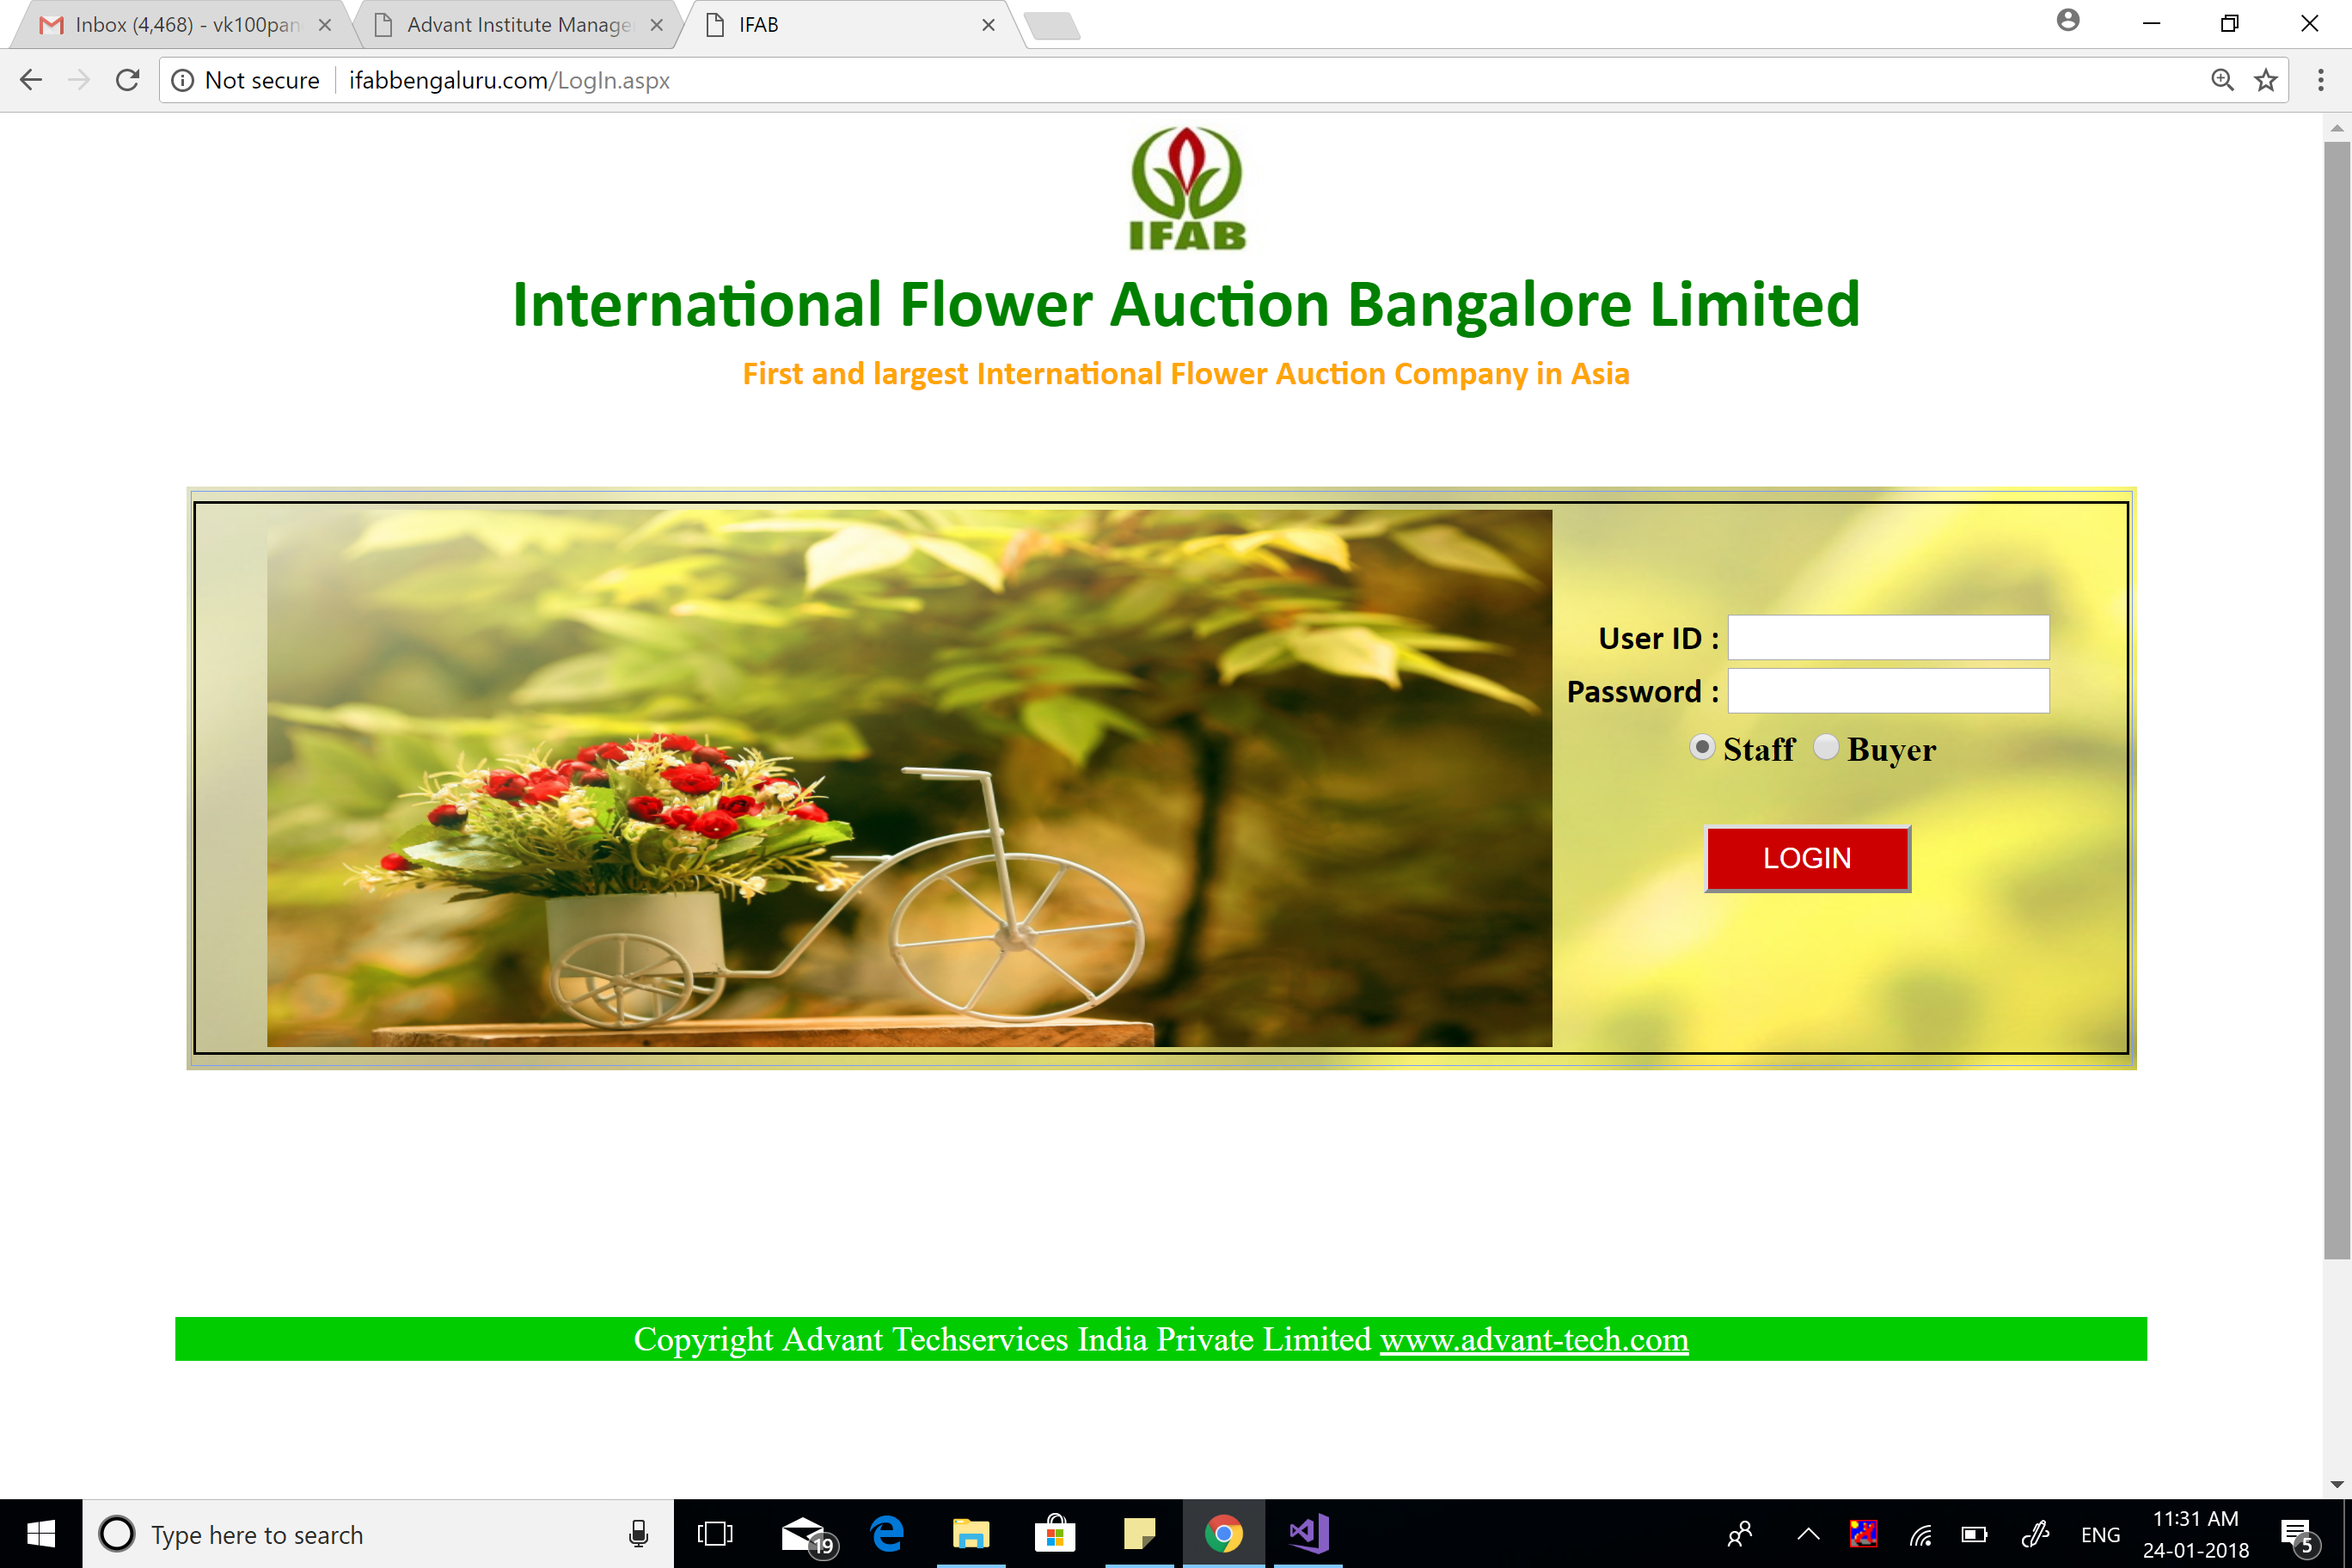 Inbox (4,468) - vk100pan
Advant Institute Manage
IFAB
Not secure
ifabbengaluru.com/LogIn.aspx
IFAB
International Flower Auction Bangalore Limited
First and largest International Flower Auction Company in Asia
User ID :
Password :
Staff Buyer
LOGIN
Copyright Advant Techservices India Private Limited www.advant-tech.com
Type here to search
19
ENG
11:31 AM
24-01-2018
5